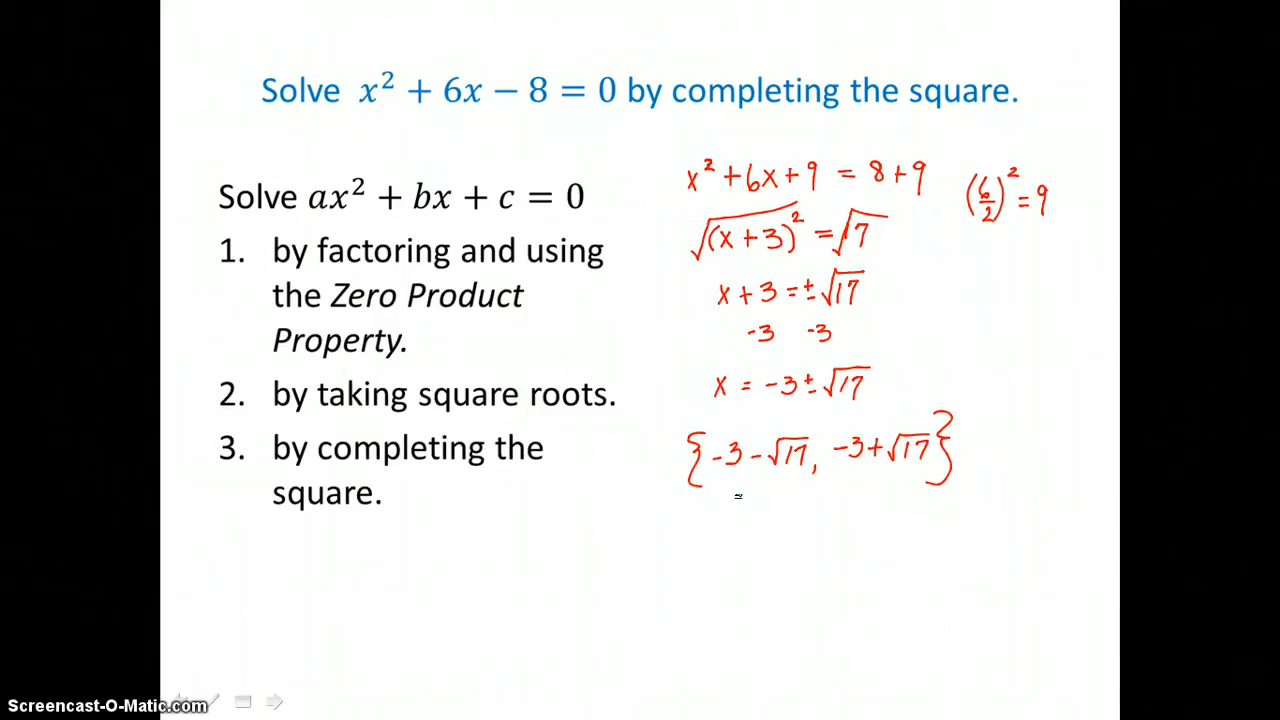 Solve x² + 6x − 8 = 0 by completing the square.
Solve ax² + bx + c = 0
1. by factoring and using
the Zero Product
Property.
2. by taking square roots.
3. by completing the
square.
x² + 6x + 9 = 8 + 9
(6/2)² = 9
√(x + 3)² = √7
x + 3 = ± √17
-3 -3
x = -3 ± √17
{-3 - √17, -3 + √17}
Screencast-O-Matic.com